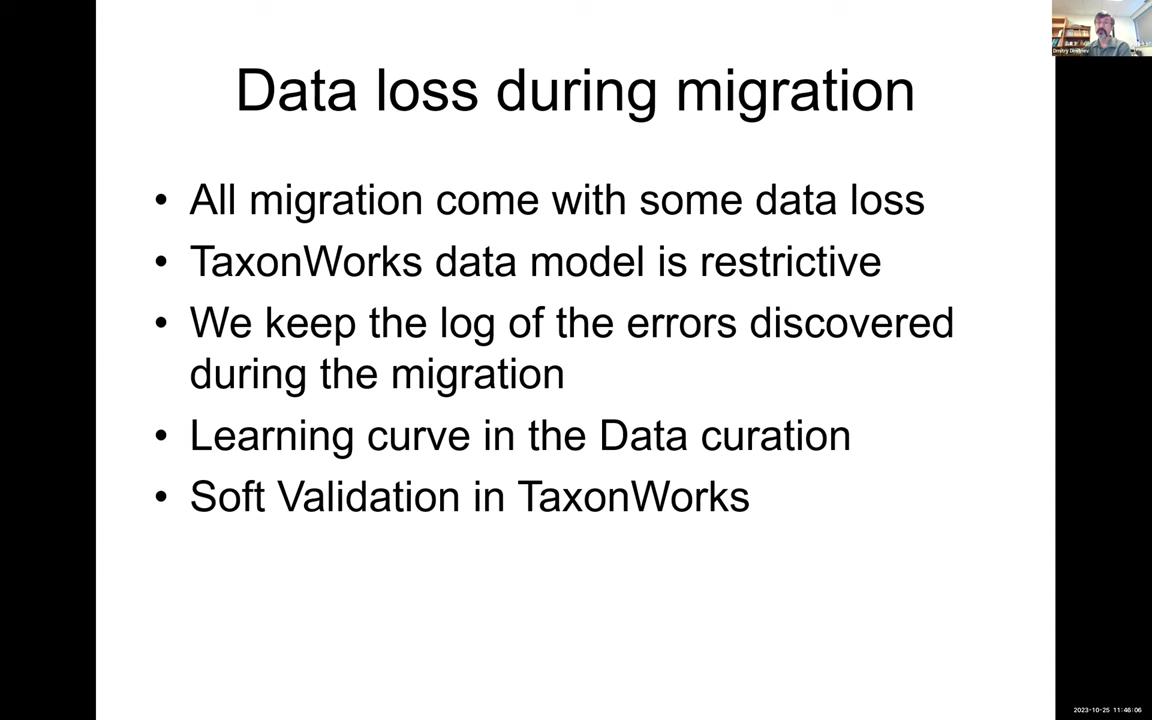 Data loss during migration
• All migration come with some data loss
• TaxonWorks data model is restrictive
• We keep the log of the errors discovered
during the migration
• Learning curve in the Data curation
• Soft Validation in TaxonWorks
Dmitry Dmitriev
2023-10-25 11:46:06